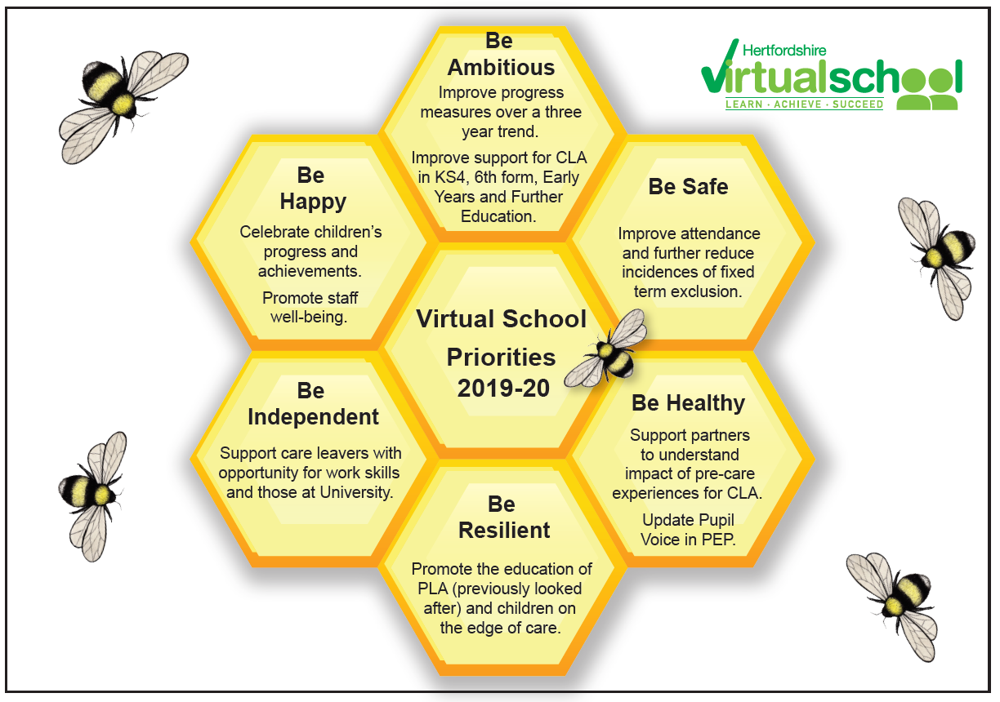 Hertfordshire
Virtualschool
LEARN · ACHIEVE · SUCCEED
Be
Ambitious
Improve progress
measures over a three
year trend.
Improve support for CLA
in KS4, 6th form, Early
Years and Further
Education.
Be
Happy
Celebrate children’s
progress and
achievements.
Promote staff
well-being.
Be Safe
Improve attendance
and further reduce
incidences of fixed
term exclusion.
Virtual School
Priorities
2019-20
Be
Independent
Support care leavers with
opportunity for work skills
and those at University.
Be Healthy
Support partners
to understand
impact of pre-care
experiences for CLA.
Update Pupil
Voice in PEP.
Be
Resilient
Promote the education of
PLA (previously looked
after) and children on
the edge of care.